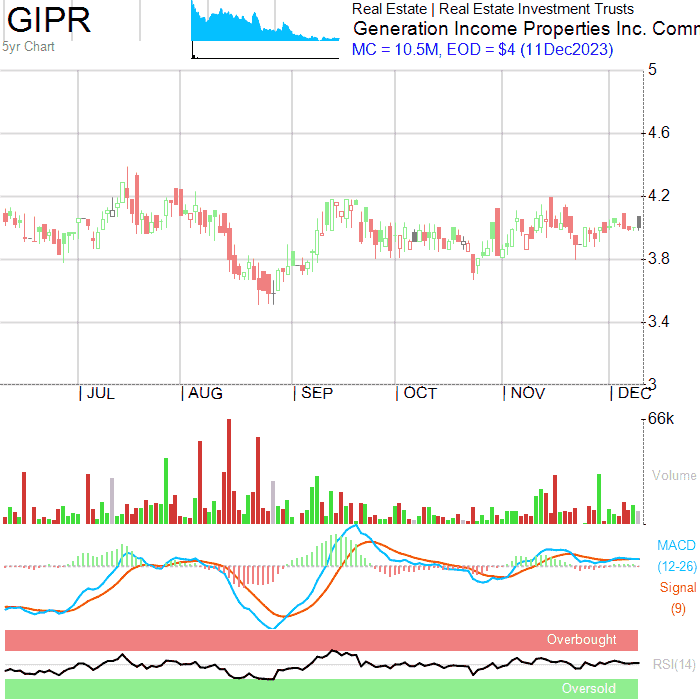 GIPR
5yr Chart
Real Estate | Real Estate Investment Trusts
Generation Income Properties Inc. Comm
MC = 10.5M, EOD = $4 (11Dec2023)
5
4.6
4.2
3.8
3.4
3
JUL AUG SEP OCT NOV DEC
66k
Volume
MACD
(12-26)
Signal
(9)
Overbought
RSI(14)
Oversold